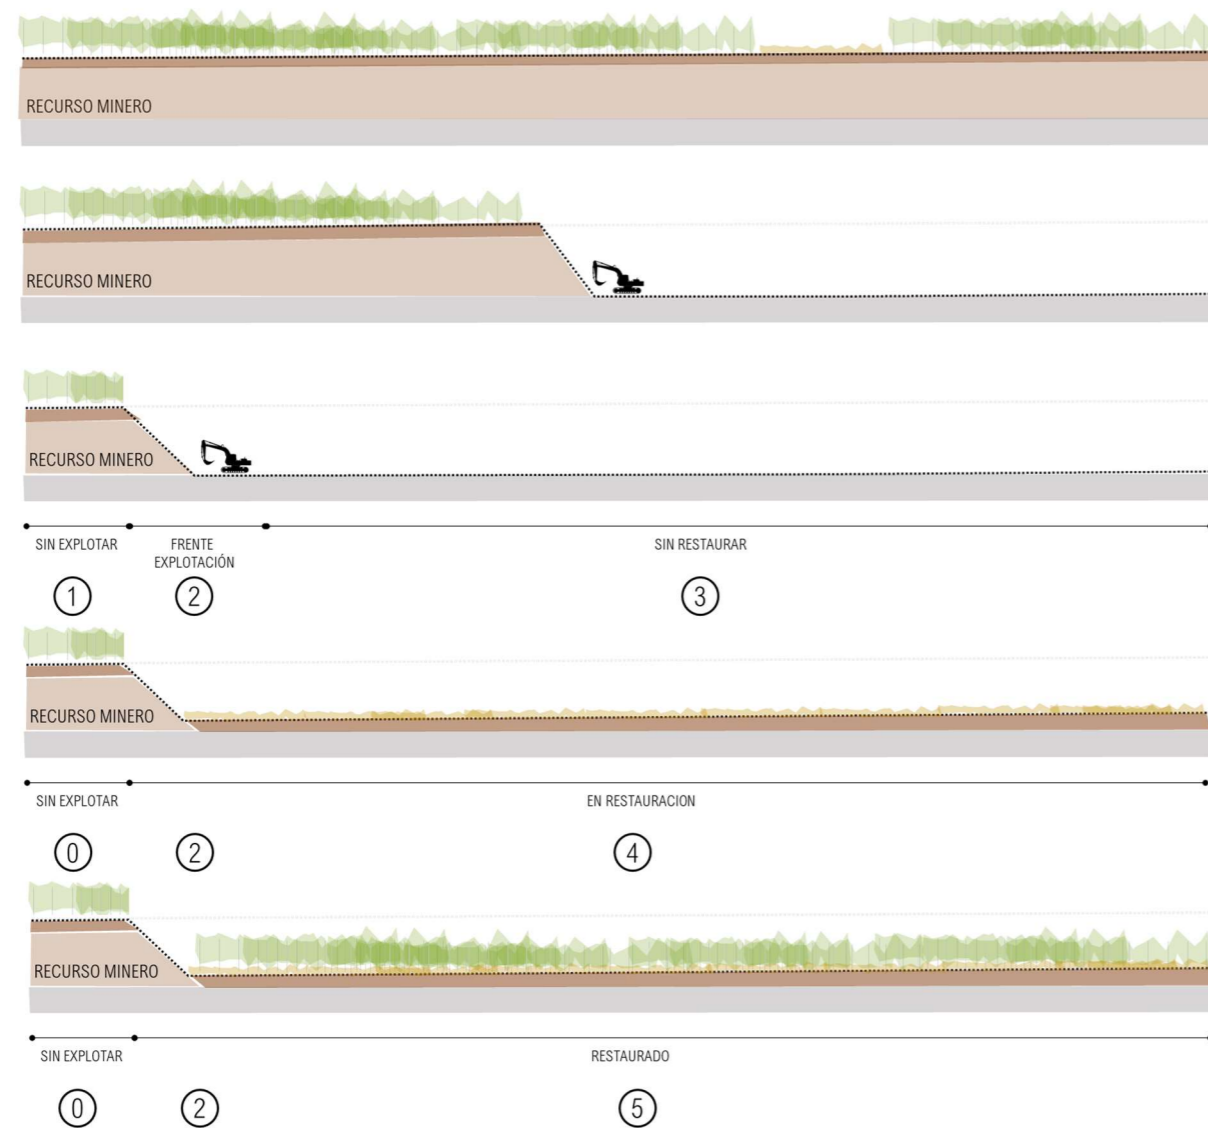 RECURSO MINERO
RECURSO MINERO
RECURSO MINERO
SIN EXPLOTAR
FRENTE
EXPLOTACIÓN
SIN RESTAURAR
1
2
3
RECURSO MINERO
SIN EXPLOTAR
EN RESTAURACION
0
2
4
RECURSO MINERO
SIN EXPLOTAR
RESTAURADO
0
2
5